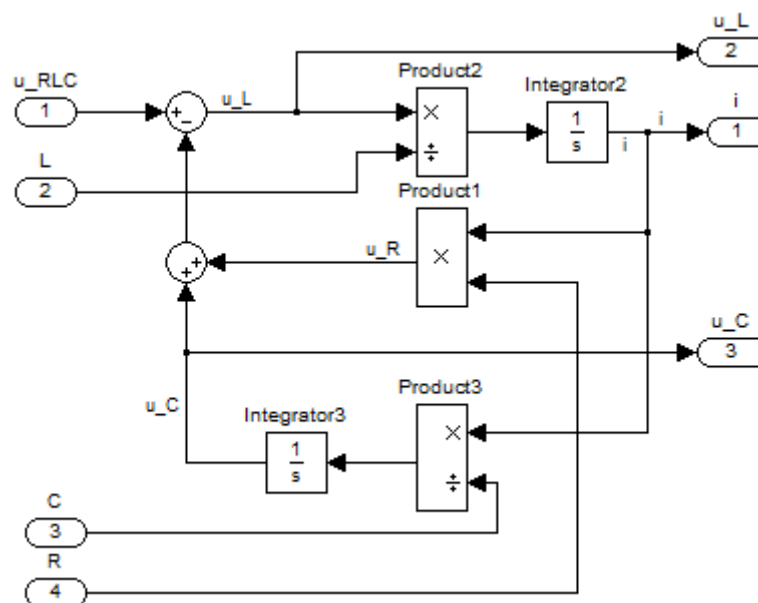 u_L
2
u_RLC
1
+
−
u_L
Product2
×
÷
Integrator2
1
s
i
i
i
1
L
2
Product1
×
u_R
+
+
u_C
3
u_C
Integrator3
1
s
Product3
×
÷
C
3
R
4